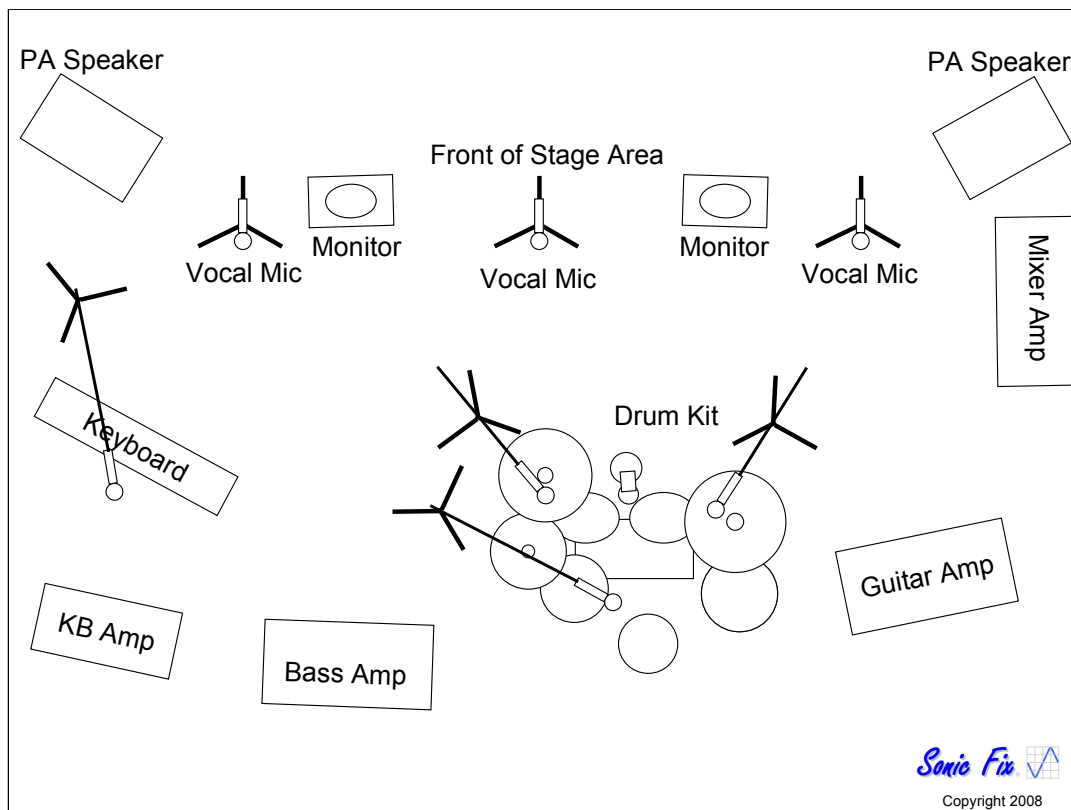 PA Speaker
PA Speaker
Front of Stage Area
Monitor
Monitor
Vocal Mic
Vocal Mic
Vocal Mic
Mixer Amp
Keyboard
Drum Kit
Guitar Amp
KB Amp
Bass Amp
Sonic Fix
Copyright 2008